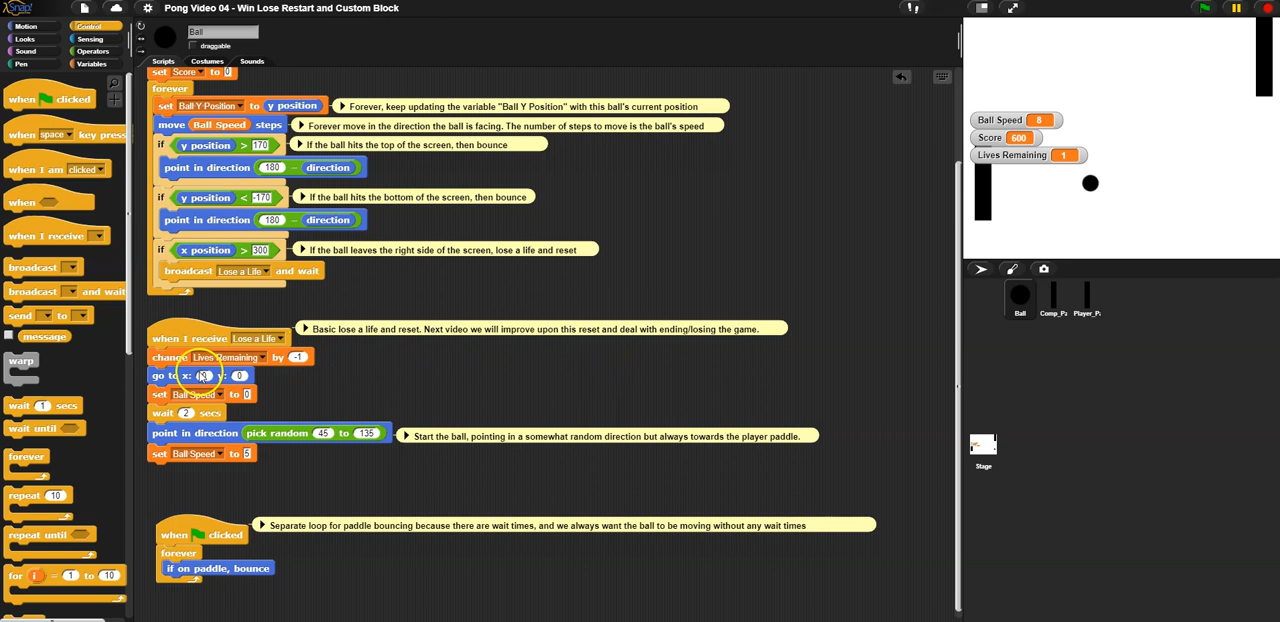 Snap!
Pong Video 04 - Win Lose Restart and Custom Block
Motion Control
Looks Sensing
Sound Operators
Pen Variables
Ball
draggable
Scripts Costumes Sounds
when clicked
when space key press
when I am clicked
when
when I receive
broadcast
broadcast and wait
send to
message
warp
wait 1 secs
wait until
forever
repeat 10
repeat until
for i = 1 to 10
set Score to 0
forever
set Ball Y Position to y position Forever, keep updating the variable "Ball Y Position" with this ball's current position
move Ball Speed steps Forever move in the direction the ball is facing. The number of steps to move is the ball's speed
if y position > 170 If the ball hits the top of the screen, then bounce
point in direction 180 - direction
if y position < -170 If the ball hits the bottom of the screen, then bounce
point in direction 180 - direction
if x position > 300 If the ball leaves the right side of the screen, lose a life and reset
broadcast Lose a Life and wait
when I receive Lose a Life Basic lose a life and reset. Next video we will improve upon this reset and deal with ending/losing the game.
change Lives Remaining by -1
go to x: y: 0
set Ball Speed to 0
wait 2 secs
point in direction pick random 45 to 135 Start the ball, pointing in a somewhat random direction but always towards the player paddle.
set Ball Speed to 5
when clicked Separate loop for paddle bouncing because there are wait times, and we always want the ball to be moving without any wait times
forever
if on paddle, bounce
Ball Speed 8
Score 600
Lives Remaining 1
Ball Comp_Pa Player_Pa
Stage